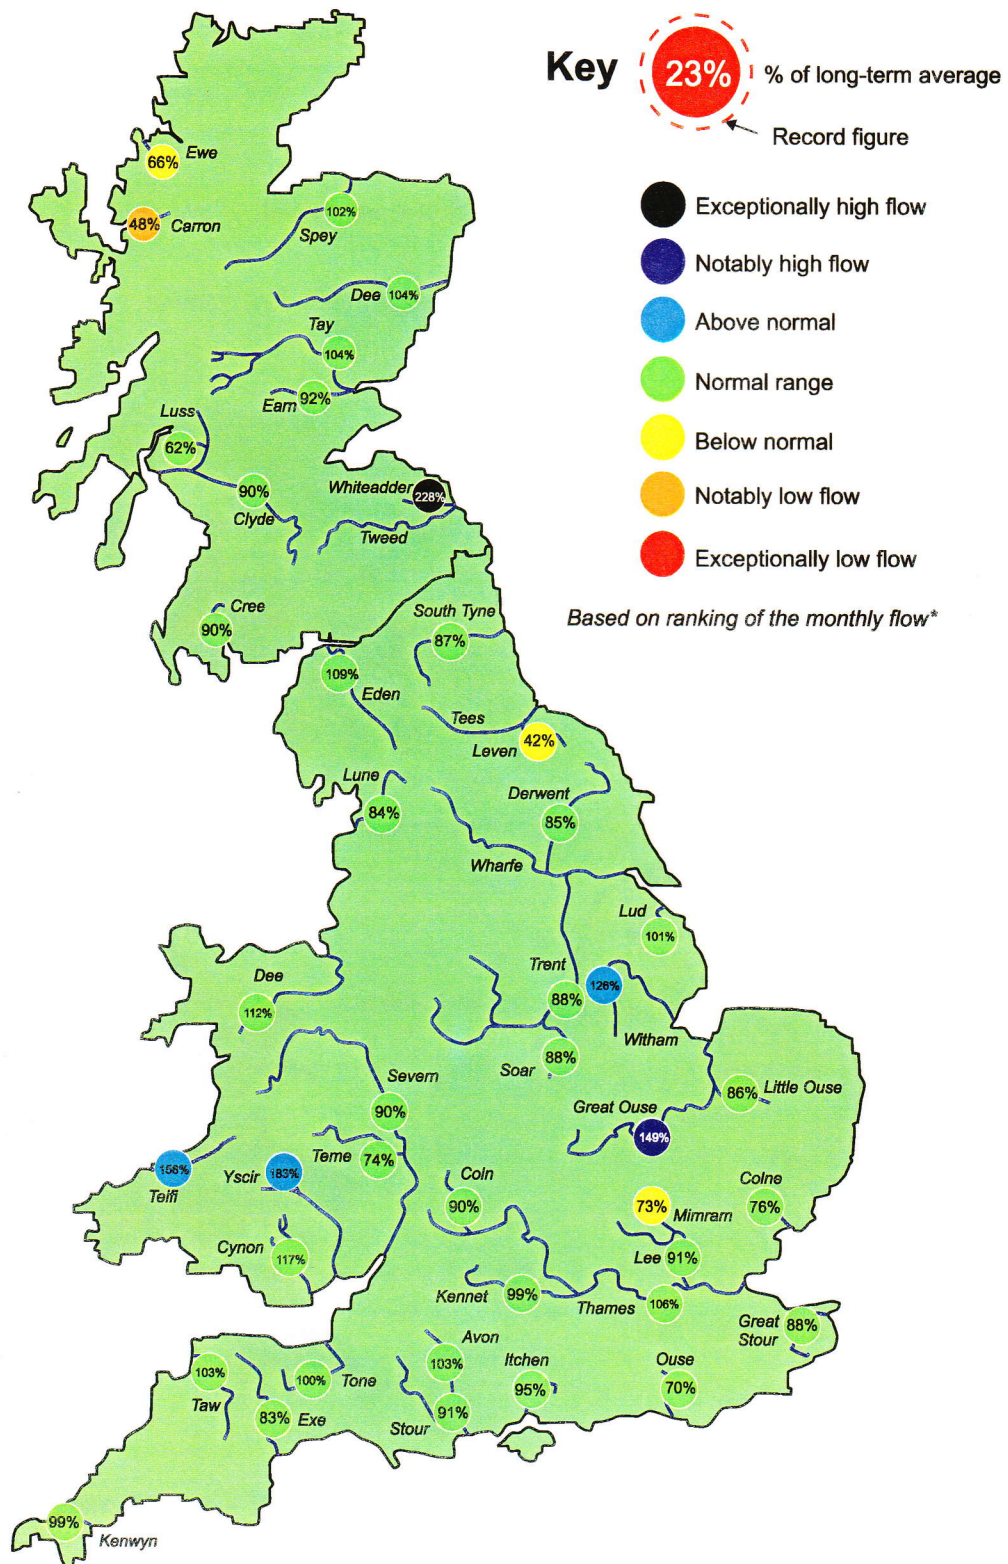 Key
23%
% of long-term average
Record figure
Exceptionally high flow
Notably high flow
Above normal
Normal range
Below normal
Notably low flow
Exceptionally low flow
Based on ranking of the monthly flow*
Ewe
66%
48%
Carron
102%
Spey
Dee
104%
Tay
104%
Earn
92%
Luss
62%
90%
Clyde
Whiteadder
228%
Tweed
Cree
90%
South Tyne
87%
109%
Eden
Tees
Leven
42%
Lune
84%
Derwent
85%
Wharfe
Lud
101%
Trent
88%
126%
Witham
Dee
112%
Soar
88%
Severn
90%
Great Ouse
149%
86%
Little Ouse
Teme
74%
156%
Teifi
Yscir
183%
Coln
90%
73%
Mimram
Colne
76%
Cynon
117%
Lee
91%
Kennet
99%
Thames
106%
Great
Stour
88%
Avon
103%
Itchen
95%
Ouse
70%
103%
Taw
100%
Tone
83%
Exe
Stour
91%
99%
Kenwyn